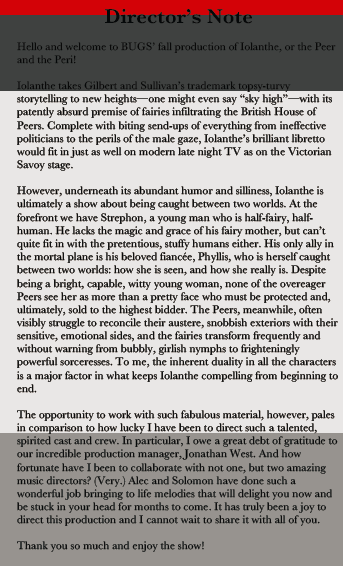 Director's Note
Hello and welcome to BUGS' fall production of Iolanthe, or the Peer
and the Peri!
Iolanthe takes Gilbert and Sullivan's trademark topsy-turvy
storytelling to new heights—one might even say "sky high"—with its
patently absurd premise of fairies infiltrating the British House of
Peers. Complete with biting send-ups of everything from ineffective
politicians to the perils of the male gaze, Iolanthe's brilliant libretto
would fit in just as well on modern late night TV as on the Victorian
Savoy stage.
However, underneath its abundant humor and silliness, Iolanthe is
ultimately a show about being caught between two worlds. At the
forefront we have Strephon, a young man who is half-fairy, half-
human. He lacks the magic and grace of his fairy mother, but can't
quite fit in with the pretentious, stuffy humans either. His only ally in
the mortal plane is his beloved fiancée, Phyllis, who is herself caught
between two worlds: how she is seen, and how she really is. Despite
being a bright, capable, witty young woman, none of the overeager
Peers see her as more than a pretty face who must be protected and,
ultimately, sold to the highest bidder. The Peers, meanwhile, often
visibly struggle to reconcile their austere, snobbish exteriors with their
sensitive, emotional sides, and the fairies transform frequently and
without warning from bubbly, girlish nymphs to frighteningly
powerful sorceresses. To me, the inherent duality in all the characters
is a major factor in what keeps Iolanthe compelling from beginning to
end.
The opportunity to work with such fabulous material, however, pales
in comparison to how lucky I have been to direct such a talented,
spirited cast and crew. In particular, I owe a great debt of gratitude to
our incredible production manager, Jonathan West. And how
fortunate have I been to collaborate with not one, but two amazing
music directors? (Very.) Alec and Solomon have done such a
wonderful job bringing to life melodies that will delight you now and
be stuck in your head for months to come. It has truly been a joy to
direct this production and I cannot wait to share it with all of you.
Thank you so much and enjoy the show!